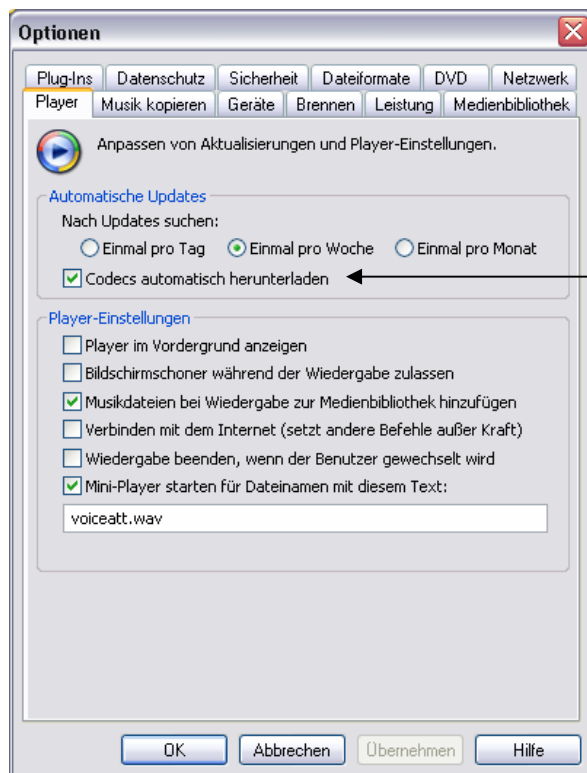 Optionen
Plug-Ins Datenschutz Sicherheit Dateiformate DVD Netzwerk
Player Musik kopieren Geräte Brennen Leistung Medienbibliothek
Anpassen von Aktualisierungen und Player-Einstellungen.
Automatische Updates
Nach Updates suchen:
Einmal pro Tag Einmal pro Woche Einmal pro Monat
Codecs automatisch herunterladen
Player-Einstellungen
Player im Vordergrund anzeigen
Bildschirmschoner während der Wiedergabe zulassen
Musikdateien bei Wiedergabe zur Medienbibliothek hinzufügen
Verbinden mit dem Internet (setzt andere Befehle außer Kraft)
Wiedergabe beenden, wenn der Benutzer gewechselt wird
Mini-Player starten für Dateinamen mit diesem Text:
voiceatt.wav
OK Abbrechen Übernehmen Hilfe